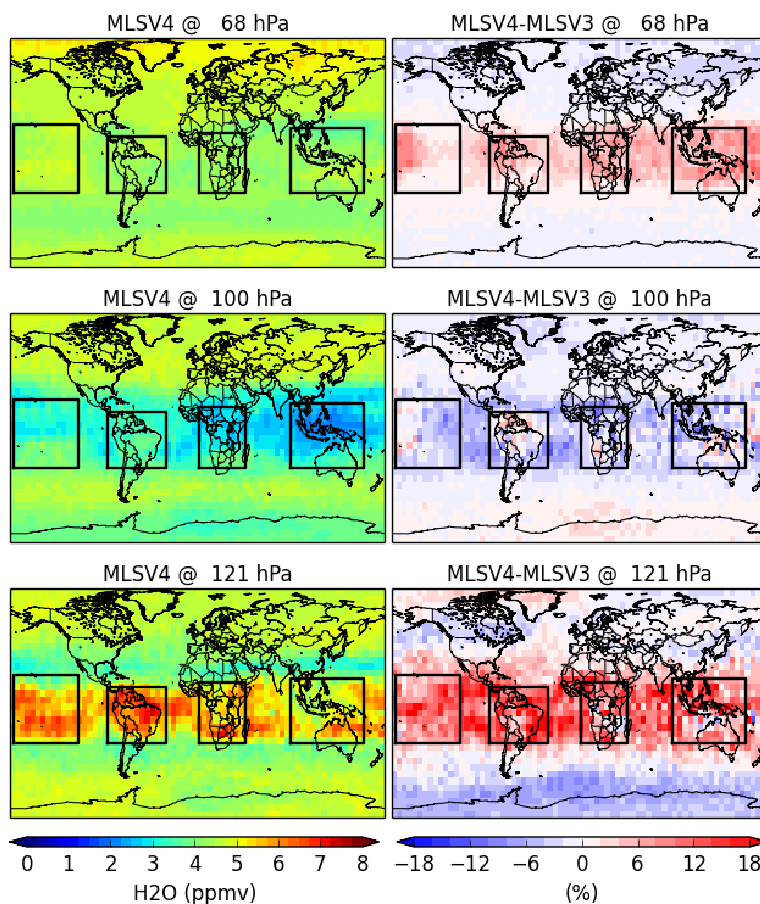 MLSV4 @   68 hPa
MLSV4-MLSV3 @   68 hPa
MLSV4 @  100 hPa
MLSV4-MLSV3 @  100 hPa
MLSV4 @  121 hPa
MLSV4-MLSV3 @  121 hPa
0 1 2 3 4 5 6 7 8
H2O (ppmv)
−18 −12 −6 0 6 12 18
(%)